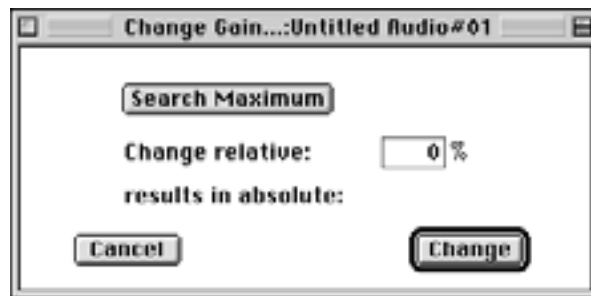 Change Gain...:Untitled Audio#01
Search Maximum
Change relative: 0 %
results in absolute:
Cancel Change